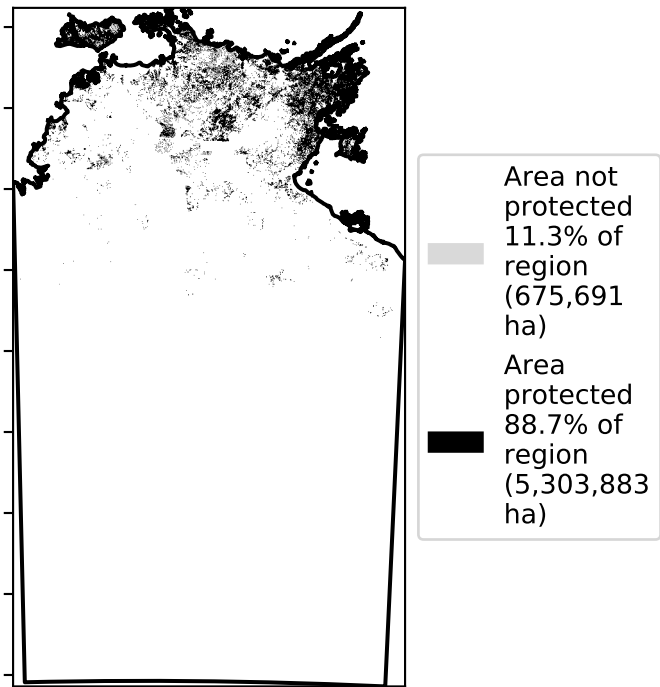 Area not
protected
11.3% of
region
(675,691
ha)
Area
protected
88.7% of
region
(5,303,883
ha)